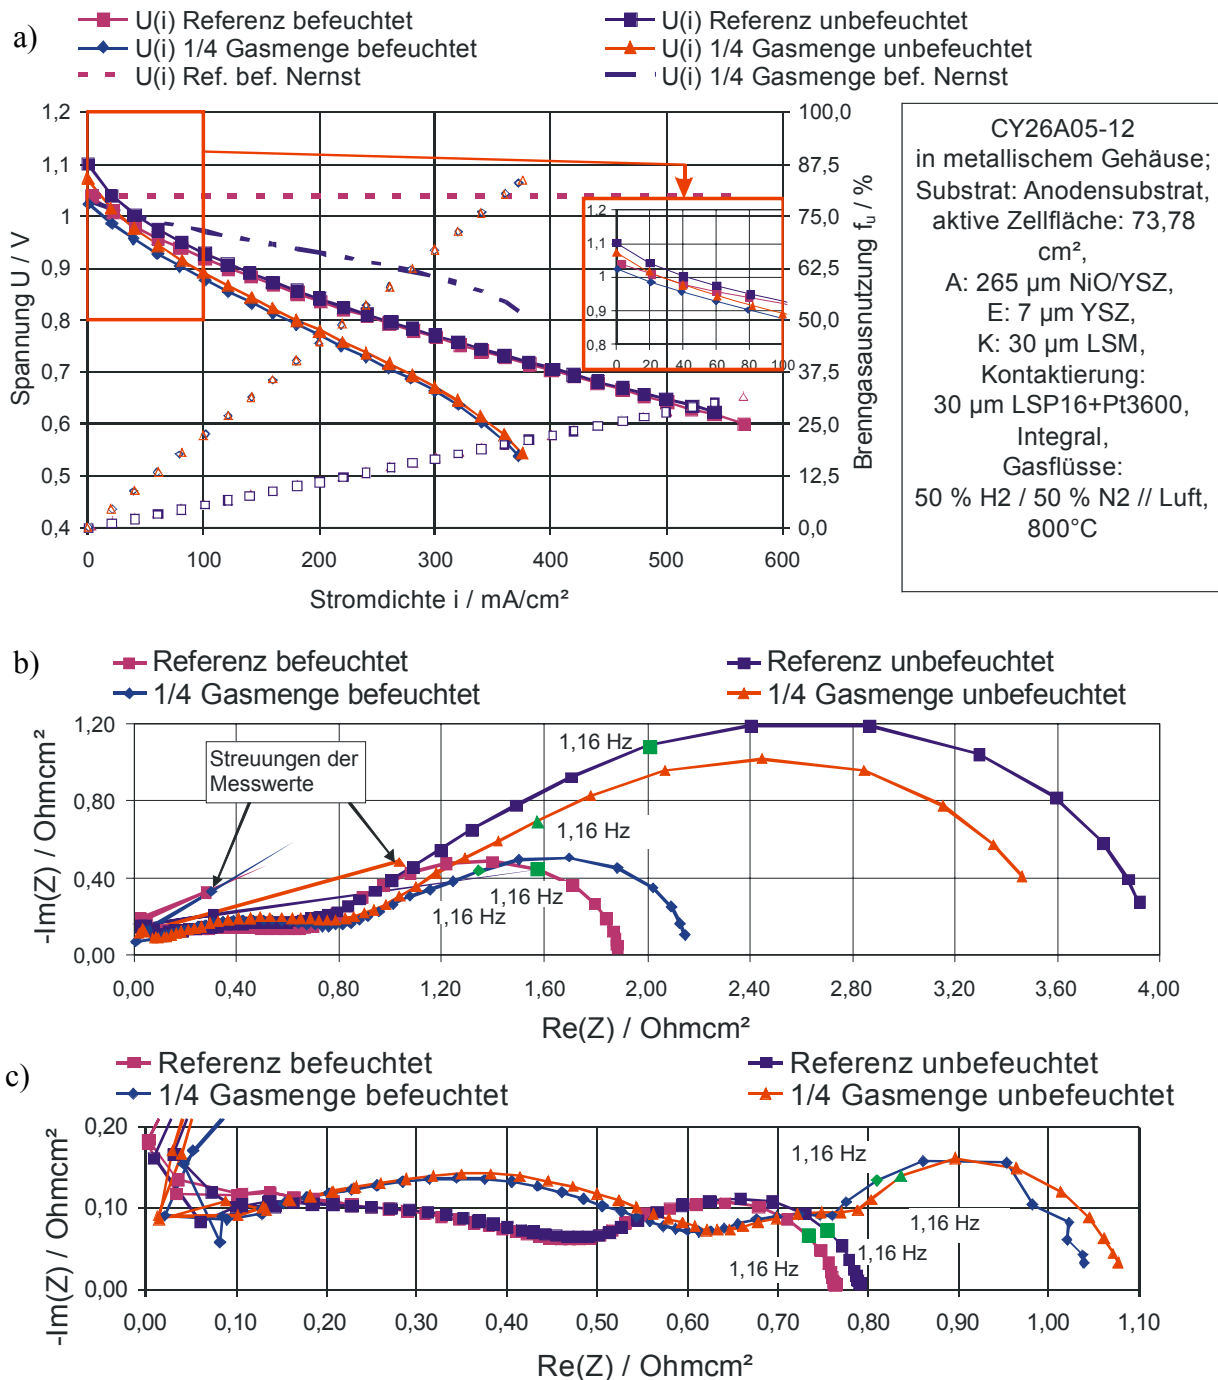 a)
U(i) Referenz befeuchtet
U(i) Referenz unbefeuchtet
U(i) 1/4 Gasmenge befeuchtet
U(i) 1/4 Gasmenge unbefeuchtet
U(i) Ref. bef. Nernst
U(i) 1/4 Gasmenge bef. Nernst
Spannung U / V
1,2
1,1
1
0,9
0,8
0,7
0,6
0,5
0,4
0
100
200
300
400
500
600
Stromdichte i / mA/cm²
100,0
87,5
75,0
62,5
50,0
37,5
25,0
12,5
0,0
Brenngasausnutzung fᵤ / %
1,2
1,1
1
0,9
0,8
0
20
40
60
80
100
CY26A05-12
in metallischem Gehäuse;
Substrat: Anodensubstrat,
aktive Zellfläche: 73,78
cm²,
A: 265 µm NiO/YSZ,
E: 7 µm YSZ,
K: 30 µm LSM,
Kontaktierung:
30 µm LSP16+Pt3600,
Integral,
Gasflüsse:
50 % H2 / 50 % N2 // Luft,
800°C
b)
Referenz befeuchtet
Referenz unbefeuchtet
1/4 Gasmenge befeuchtet
1/4 Gasmenge unbefeuchtet
-Im(Z) / Ohmcm²
1,20
0,80
0,40
0,00
Streuungen der
Messwerte
1,16 Hz
1,16 Hz
1,16 Hz
1,16 Hz
0,00
0,40
0,80
1,20
1,60
2,00
2,40
2,80
3,20
3,60
4,00
Re(Z) / Ohmcm²
c)
Referenz befeuchtet
Referenz unbefeuchtet
1/4 Gasmenge befeuchtet
1/4 Gasmenge unbefeuchtet
-Im(Z) / Ohmcm²
0,20
0,10
0,00
1,16 Hz
1,16 Hz
1,16 Hz
1,16 Hz
0,00
0,10
0,20
0,30
0,40
0,50
0,60
0,70
0,80
0,90
1,00
1,10
Re(Z) / Ohmcm²